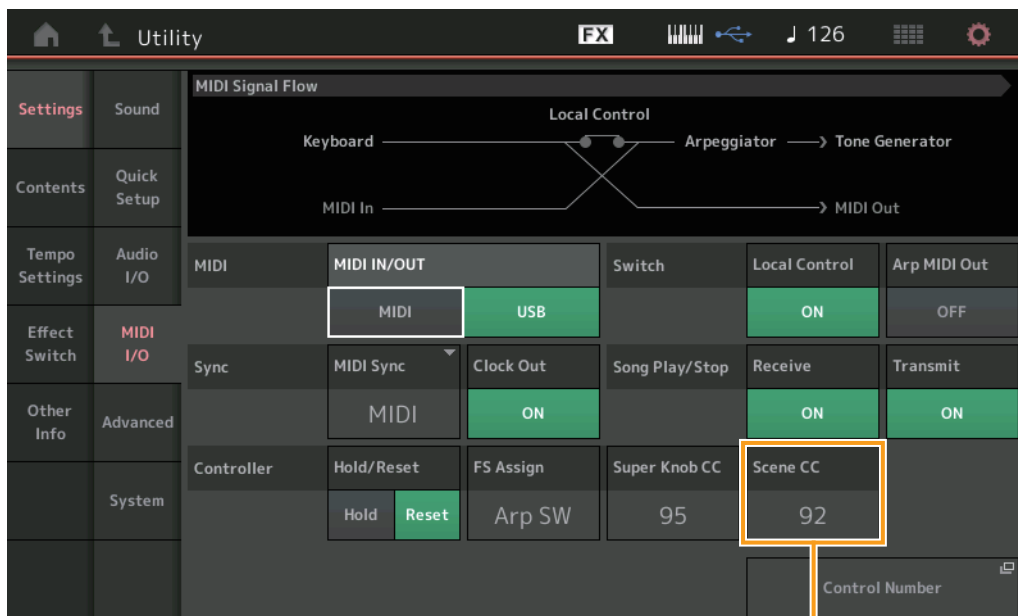 Utility
FX
126
MIDI Signal Flow
Local Control
Keyboard
Arpeggiator
Tone Generator
MIDI In
MIDI Out
Settings
Contents
Tempo
Settings
Effect
Switch
Other
Info
Sound
Quick
Setup
Audio
I/O
MIDI
I/O
Advanced
System
MIDI
MIDI IN/OUT
MIDI
USB
Switch
Local Control
ON
Arp MIDI Out
OFF
Sync
MIDI Sync
MIDI
Clock Out
ON
Song Play/Stop
Receive
ON
Transmit
ON
Controller
Hold/Reset
Hold
Reset
FS Assign
Arp SW
Super Knob CC
95
Scene CC
92
Control Number